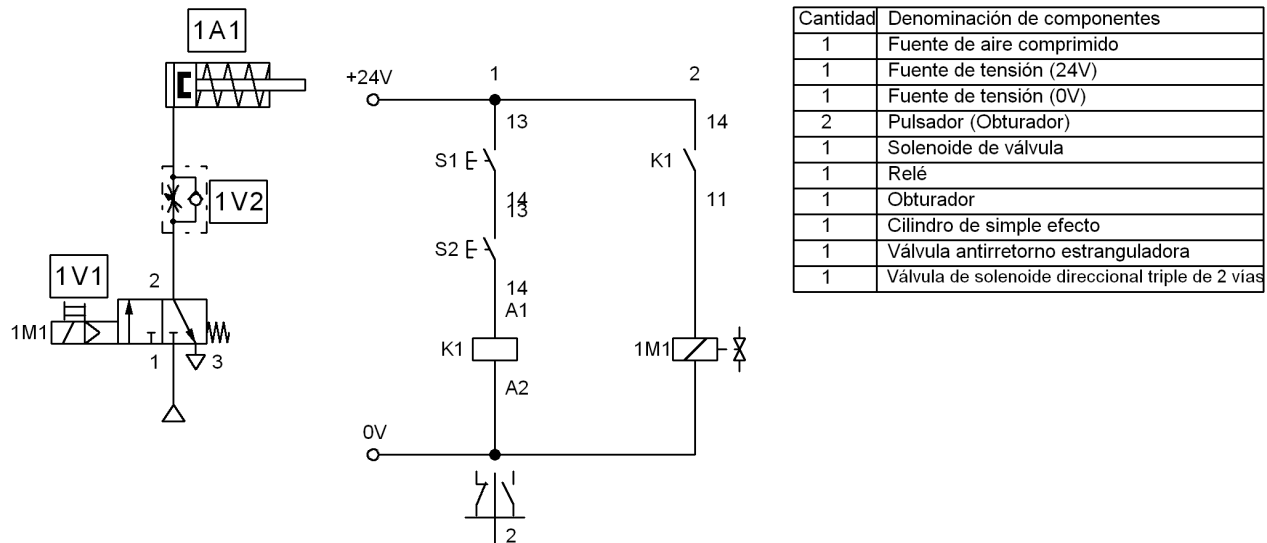 1A1
1V2
1V1
2
1M1
1
3
+24V
1
2
13
14
S1
K1
14
11
13
S2
14
A1
K1
1M1
A2
0V
2
Cantidad Denominación de componentes
1 Fuente de aire comprimido
1 Fuente de tensión (24V)
1 Fuente de tensión (0V)
2 Pulsador (Obturador)
1 Solenoide de válvula
1 Relé
1 Obturador
1 Cilindro de simple efecto
1 Válvula antirretorno estranguladora
1 Válvula de solenoide direccional triple de 2 vías